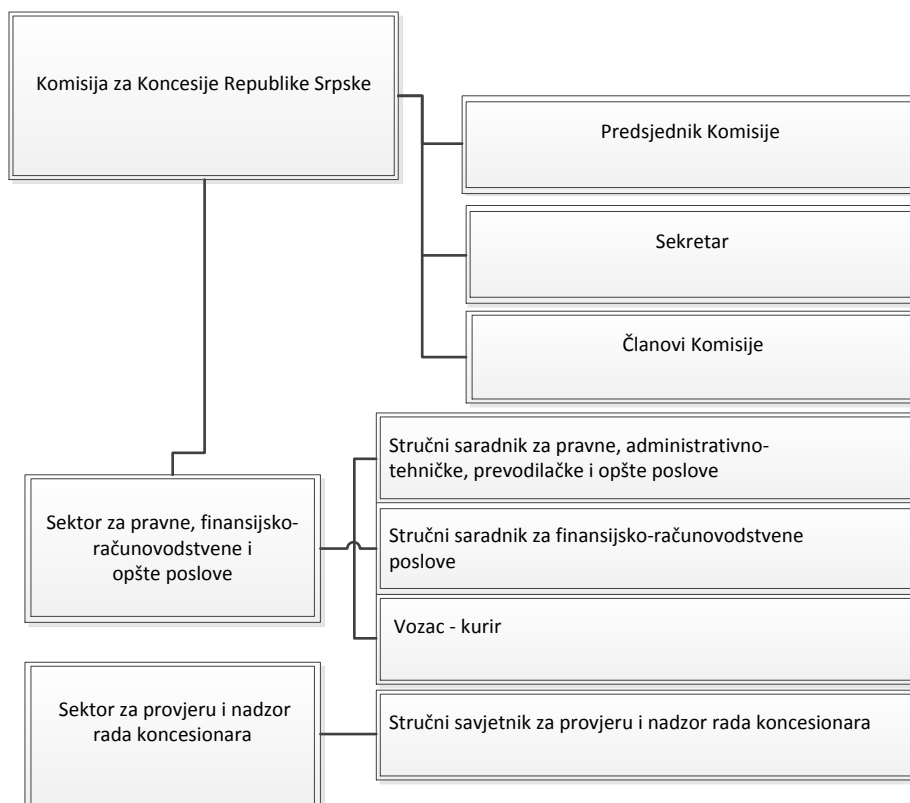 Komisija za Koncesije Republike Srpske
Predsjednik Komisije
Sekretar
Članovi Komisije
Stručni saradnik za pravne, administrativno-
tehničke, prevodilačke i opšte poslove
Sektor za pravne, finansijsko-
računovodstvene i
opšte poslove
Stručni saradnik za finansijsko-računovodstvene
poslove
Vozac - kurir
Sektor za provjeru i nadzor
rada koncesionara
Stručni savjetnik za provjeru i nadzor rada koncesionara